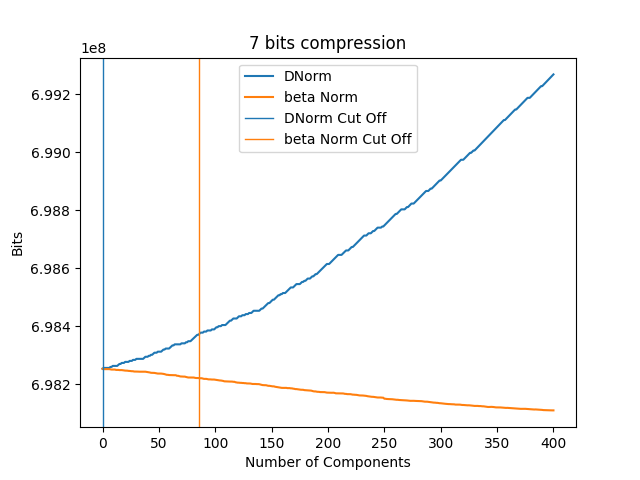 7 bits compression
1e8
DNorm
beta Norm
DNorm Cut Off
beta Norm Cut Off
6.992
6.990
6.988
6.986
6.984
6.982
Bits
0 50 100 150 200 250 300 350 400
Number of Components